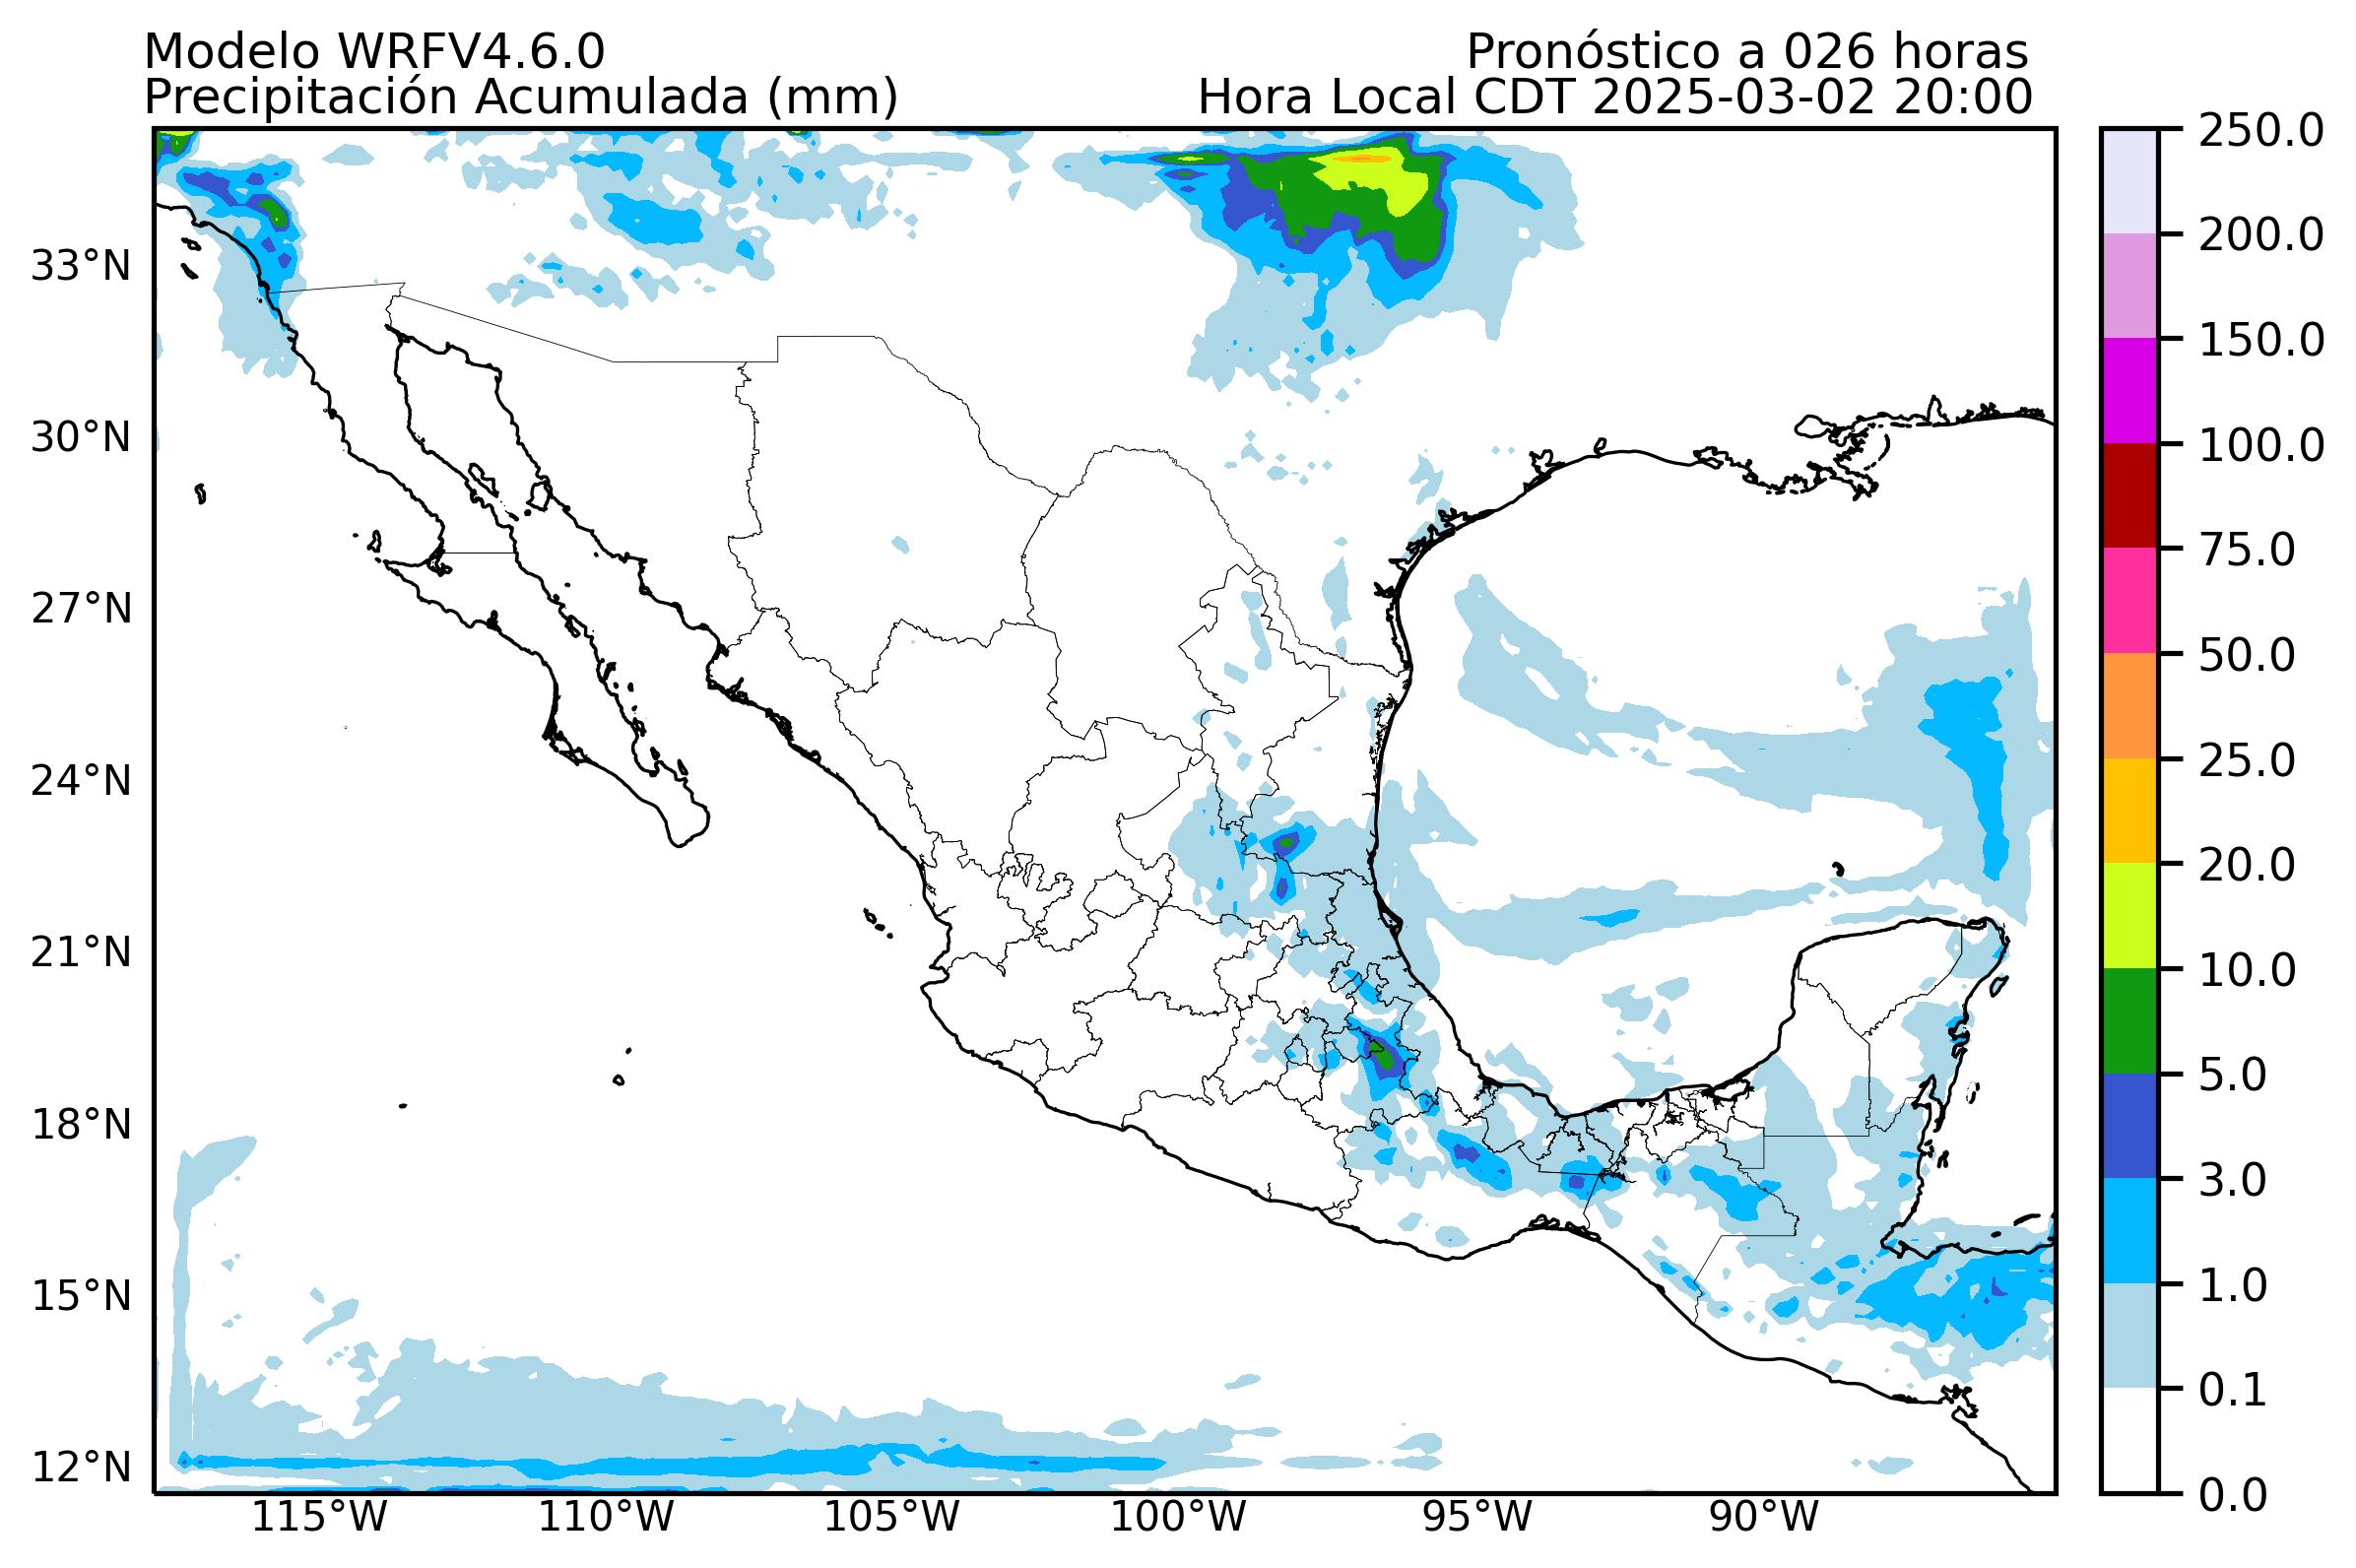 Modelo WRFV4.6.0
Pronóstico a 026 horas
Precipitación Acumulada (mm)
Hora Local CDT 2025-03-02 20:00
33°N
30°N
27°N
24°N
21°N
18°N
15°N
12°N
115°W
110°W
105°W
100°W
95°W
90°W
250.0
200.0
150.0
100.0
75.0
50.0
25.0
20.0
10.0
5.0
3.0
1.0
0.1
0.0